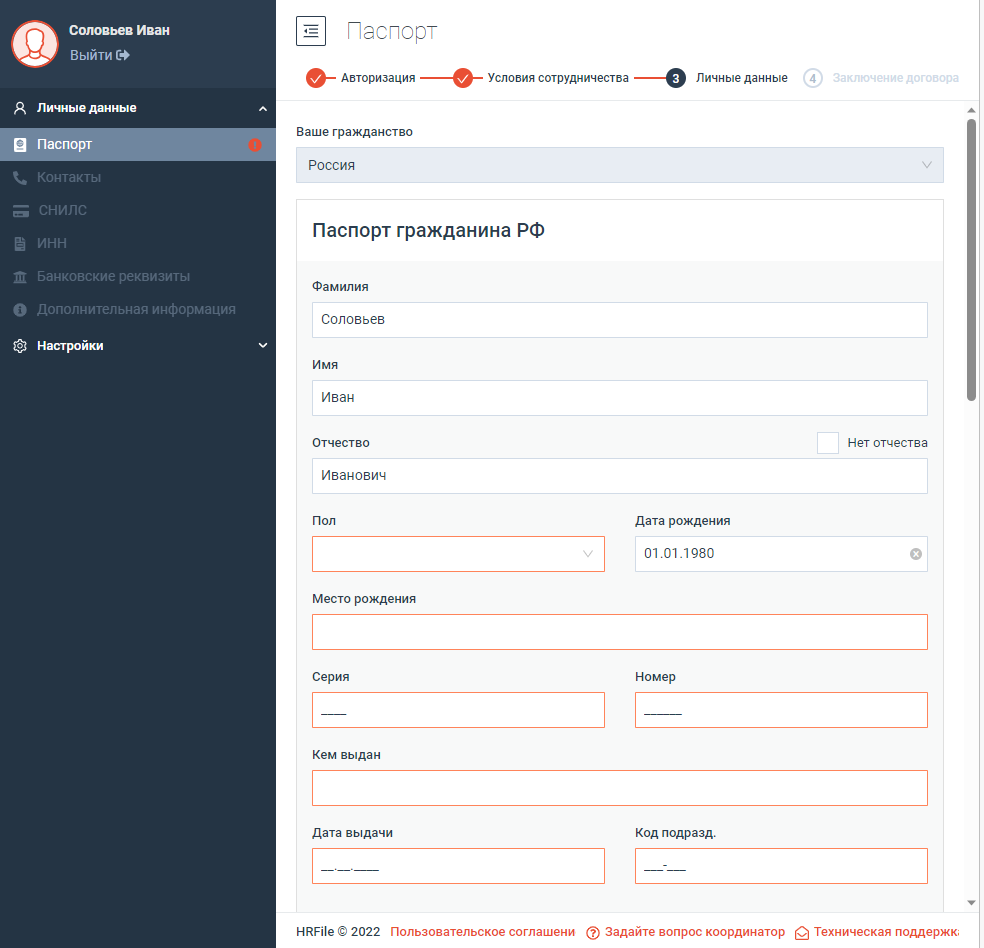 Соловьев Иван
Выйти
Личные данные
Паспорт
Контакты
СНИЛС
ИНН
Банковские реквизиты
Дополнительная информация
Настройки
Паспорт
Авторизация Условия сотрудничества 3 Личные данные 4 Заключение договора
Ваше гражданство
Россия
Паспорт гражданина РФ
Фамилия
Соловьев
Имя
Иван
Отчество Нет отчества
Иванович
Пол Дата рождения
01.01.1980
Место рождения
Серия Номер
____ ______
Кем выдан
Дата выдачи Код подразд.
__.__.____ ___-___
HRFile © 2022 Пользовательское соглашени Задайте вопрос координатор Техническая поддержк